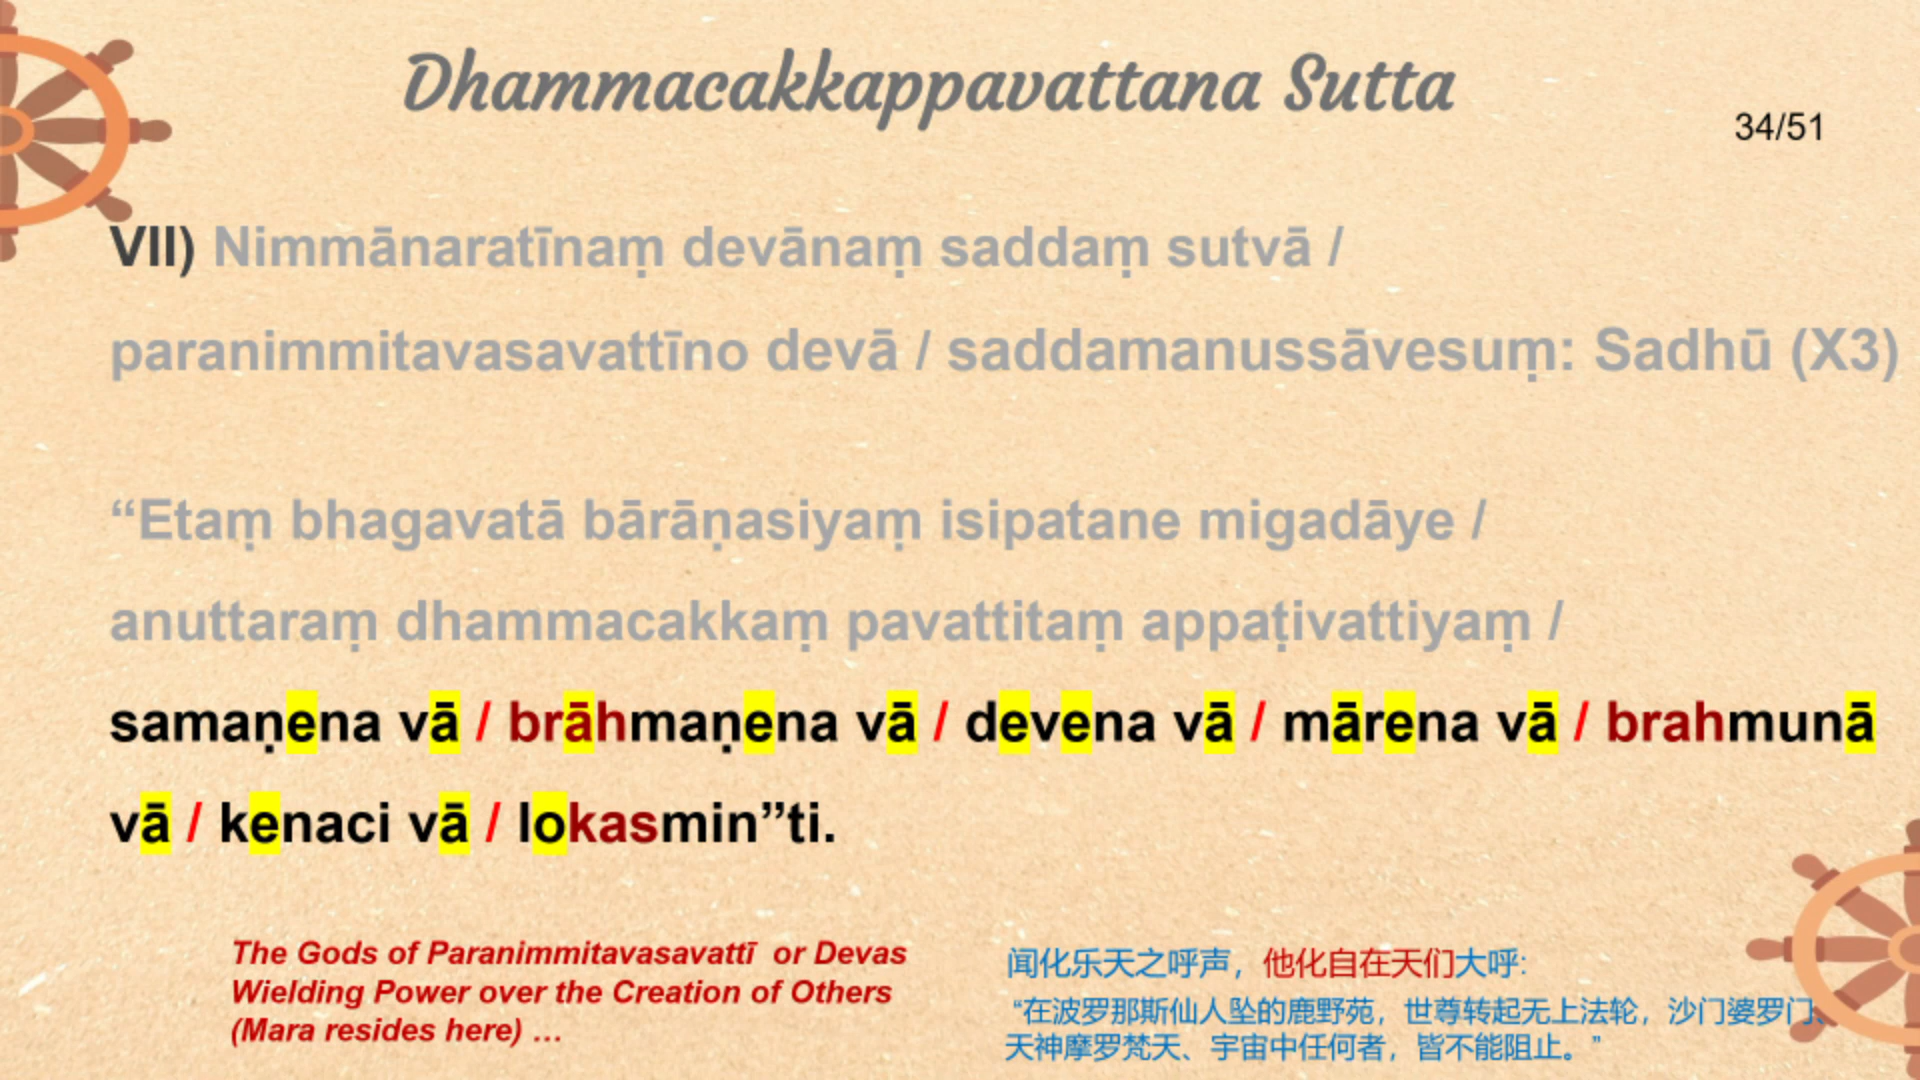 Dhammacakkappavattana Sutta
34/51
VII) Nimmānaratīnaṃ devānaṃ saddaṃ sutvā /
paranimmitavasavattīno devā / saddamanussāvesuṃ: Sadhū (X3)
“Etaṃ bhagavatā bārāṇasiyaṃ isipatane migadāye /
anuttaraṃ dhammacakkaṃ pavattitaṃ appaṭivattiyaṃ /
samaṇena vā / brāhmaṇena vā / devena vā / mārena vā / brahmunā
vā / kenaci vā / lokasmin”ti.
The Gods of Paranimmitavasavattī or Devas
Wielding Power over the Creation of Others
(Mara resides here) …
闻化乐天之呼声，他化自在天们大呼:
“在波罗那斯仙人坠的鹿野苑，世尊转起无上法轮，沙门婆罗门、
天神摩罗梵天、宇宙中任何者，皆不能阻止。”